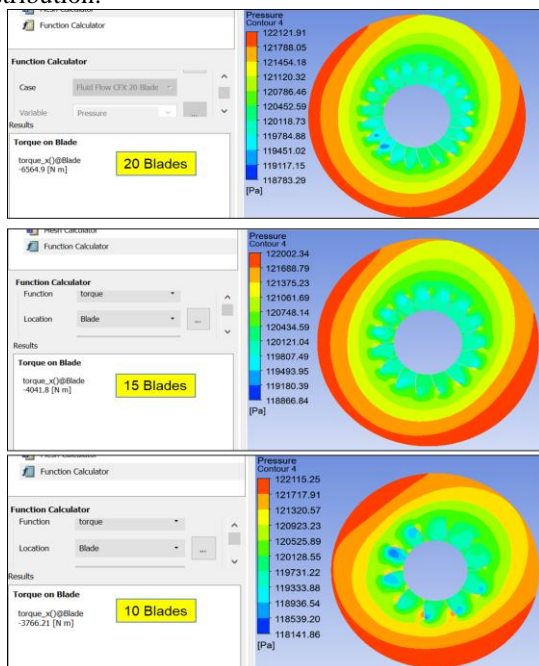 stribution.
Mesh Calculator
Function Calculator
Function Calculator
Case Fluid Flow CFX 20 Blade
Variable Pressure ...
Results
Torque on Blade
torque_x()@Blade
-6564.9 [N m]
20 Blades
Pressure
Contour 4
122121.91
121788.05
121454.18
121120.32
120786.46
120452.59
120118.73
119784.88
119451.02
119117.15
118783.29
[Pa]
Mesh Calculator
Function Calculator
Function Calculator
Function torque
Location Blade ...
Results
Torque on Blade
torque_x()@Blade
-4041.8 [N m]
15 Blades
Pressure
Contour 4
122002.34
121688.79
121375.23
121061.69
120748.14
120434.59
120121.04
119807.49
119493.95
119180.39
118866.84
[Pa]
Function Calculator
Function Calculator
Function torque
Location Blade ...
Results
Torque on Blade
torque_x()@Blade
-3766.21 [N m]
10 Blades
Pressure
Contour 4
122115.25
121717.91
121320.57
120923.23
120525.89
120128.55
119731.22
119333.88
118936.54
118539.20
118141.86
[Pa]